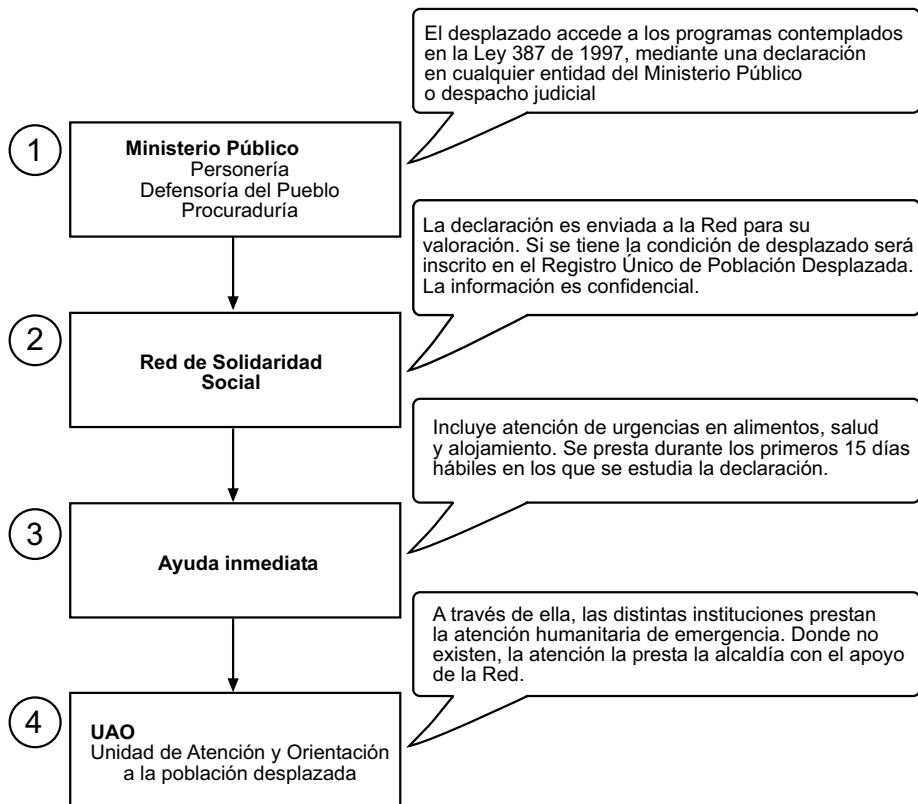 El desplazado accede a los programas contemplados
en la Ley 387 de 1997, mediante una declaración
en cualquier entidad del Ministerio Público
o despacho judicial
1
Ministerio Público
Personería
Defensoría del Pueblo
Procuraduría
La declaración es enviada a la Red para su
valoración. Si se tiene la condición de desplazado será
inscrito en el Registro Único de Población Desplazada.
La información es confidencial.
2
Red de Solidaridad
Social
Incluye atención de urgencias en alimentos, salud
y alojamiento. Se presta durante los primeros 15 días
hábiles en los que se estudia la declaración.
3
Ayuda inmediata
A través de ella, las distintas instituciones prestan
la atención humanitaria de emergencia. Donde no
existen, la atención la presta la alcaldía con el apoyo
de la Red.
4
UAO
Unidad de Atención y Orientación
a la población desplazada